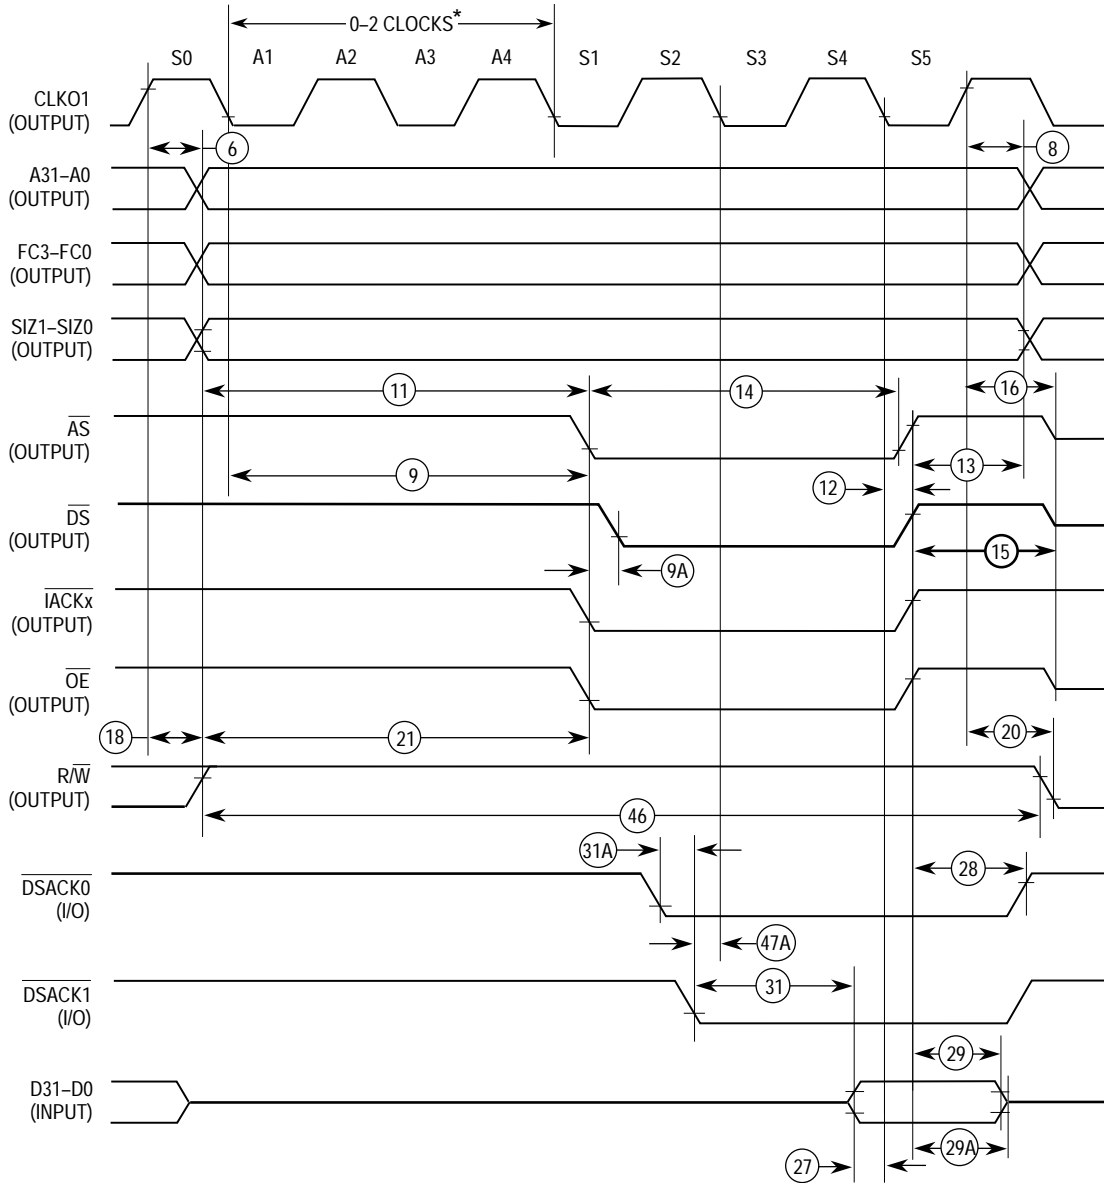 0–2 CLOCKS*
S0 A1 A2 A3 A4 S1 S2 S3 S4 S5
CLKO1
(OUTPUT)
6 8
A31–A0
(OUTPUT)
FC3–FC0
(OUTPUT)
SIZ1–SIZ0
(OUTPUT)
11 14 16
AS
(OUTPUT)
9 13
12
DS
(OUTPUT)
15
9A
IACKx
(OUTPUT)
OE
(OUTPUT)
18 21 20
R/W
(OUTPUT)
46
31A 28
DSACK0
(I/O)
47A
DSACK1
(I/O)
31
29
D31–D0
(INPUT)
29A
27